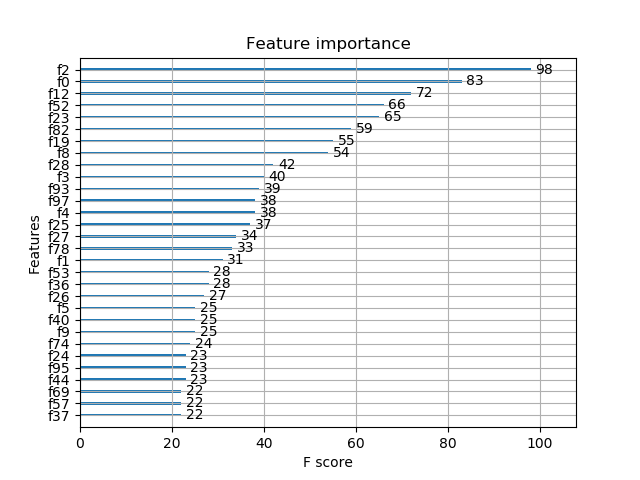 Feature importance
f2 98
f0 83
f12 72
f52 66
f23 65
f82 59
f19 55
f8 54
f28 42
f3 40
f93 39
f97 38
f4 38
f25 37
f27 34
f78 33
f1 31
f53 28
f36 28
f26 27
f5 25
f40 25
f9 25
f74 24
f24 23
f95 23
f44 23
f69 22
f57 22
f37 22
Features
0 20 40 60 80 100
F score